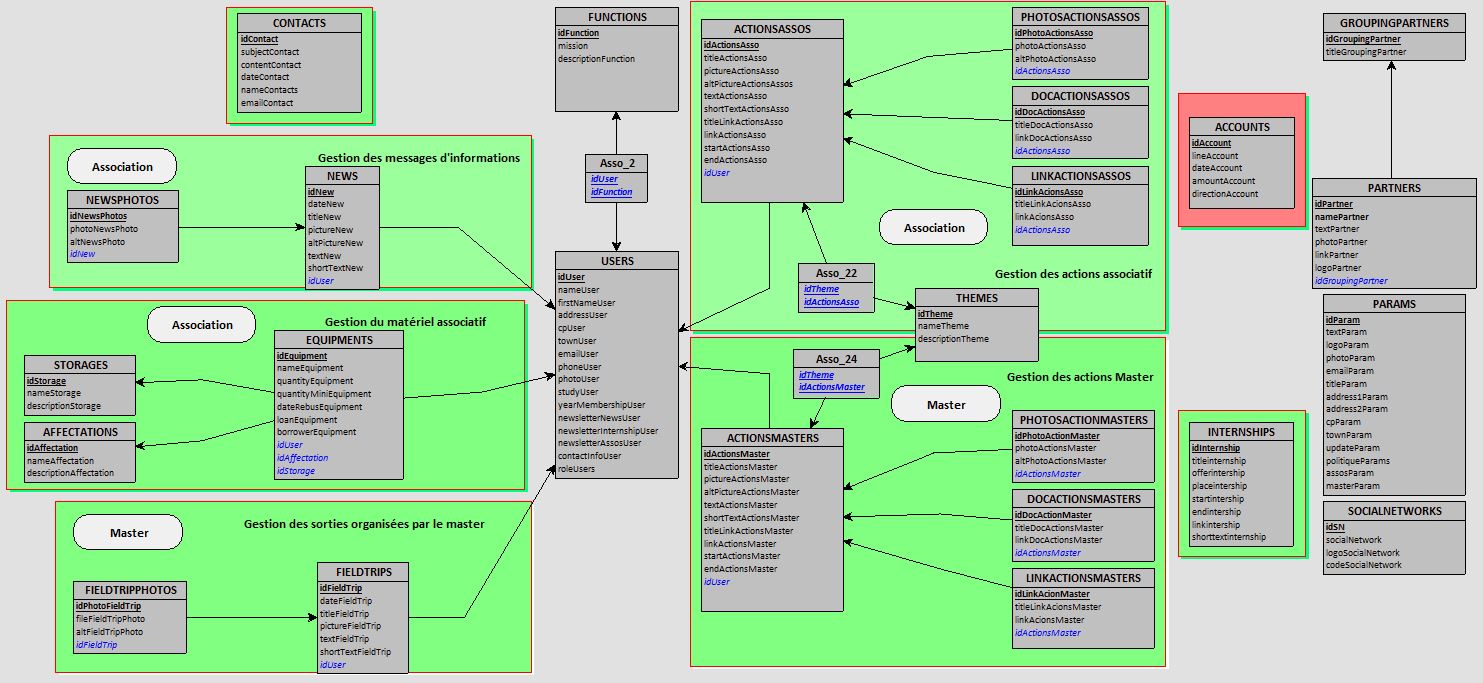 CONTACTS
idContact
subjectContact
contentContact
dateContact
nameContacts
emailContact
FUNCTIONS
idFunction
mission
descriptionFunction
ACTIONSASSOS
idActionsAsso
titleActionsAsso
pictureActionsAsso
altPictureActionsAssos
textActionsAsso
shortTextActionsAsso
titleLinkActionsAsso
linkActionsAsso
startActionsAsso
endActionsAsso
idUser
PHOTOSACTIONSASSOS
idPhotoActionsAsso
photoActionsAsso
altPhotoActionsAsso
idActionsAsso
DOCACTIONSASSOS
idDocActionsAsso
titleDocActionsAsso
linkDocActionsAsso
idActionsAsso
LINKACTIONSASSOS
idLinkAcionsAsso
titleLinkActionsAsso
linkActionsAsso
idActionsAsso
Association
Gestion des actions associatif
Asso_22
idTheme
idActionsAsso
THEMES
idTheme
nameTheme
descriptionTheme
GROUPINGPARTNERS
idGroupingPartner
titleGroupingPartner
ACCOUNTS
idAccount
lineAccount
dateAccount
amountAccount
directionAccount
PARTNERS
idPartner
namePartner
textPartner
photoPartner
linkPartner
logoPartner
idGroupingPartner
Association
Gestion des messages d'informations
NEWSPHOTOS
idNewsPhotos
photoNewsPhoto
altNewsPhoto
idNew
NEWS
idNew
dateNew
titleNew
pictureNew
altPictureNew
textNew
shortTextNew
idUser
Asso_2
idUser
idFunction
USERS
idUser
nameUser
firstNameUser
addressUser
cpUser
townUser
emailUser
phoneUser
photoUser
studyUser
yearMembershipUser
newsletterNewsUser
newsletterInternshipUser
newsletterAssosUser
contactInfoUser
roleUsers
Association
Gestion du matériel associatif
STORAGES
idStorage
nameStorage
descriptionStorage
AFFECTATIONS
idAffectation
nameAffectation
descriptionAffectation
EQUIPMENTS
idEquipment
nameEquipment
quantityEquipment
quantityMiniEquipment
dateRebusEquipment
loanEquipment
borrowerEquipment
idUser
idAffectation
idStorage
Master
Gestion des sorties organisées par le master
FIELDTRIPPHOTOS
idPhotoFieldTrip
fileFieldTripPhoto
altFieldTripPhoto
idFieldTrip
FIELDTRIPS
idFieldTrip
dateFieldTrip
titleFieldTrip
pictureFieldTrip
textFieldTrip
shortTextFieldTrip
idUser
Asso_24
idTheme
idActionsMaster
Gestion des actions Master
Master
ACTIONSMASTERS
idActionsMaster
titleActionsMaster
pictureActionsMaster
altPictureActionsMaster
textActionsMaster
shortTextActionsMaster
titleLinkActionsMaster
linkActionsMaster
startActionsMaster
endActionsMaster
idUser
PHOTOSACTIONMASTERS
idPhotoActionMaster
photoActionsMaster
altPhotoActionsMaster
idActionsMaster
DOCACTIONSMASTERS
idDocActionMaster
titleDocActionsMaster
linkDocActionsMaster
idActionsMaster
LINKACTIONSMASTERS
idLinkAcionMaster
titleLinkAcionsMaster
linkAcionsMaster
idActionsMaster
INTERNSHIPS
idInternship
titleinternship
offerintership
placeintership
startintership
endintership
linkintership
shorttextinternship
PARAMS
idParam
textParam
logoParam
photoParam
emailParam
titleParam
address1Param
address2Param
cpParam
townParam
updateParam
politiqueParams
assosParam
masterParam
SOCIALNETWORKS
idSN
socialNetwork
logoSocialNetwork
codeSocialNetwork